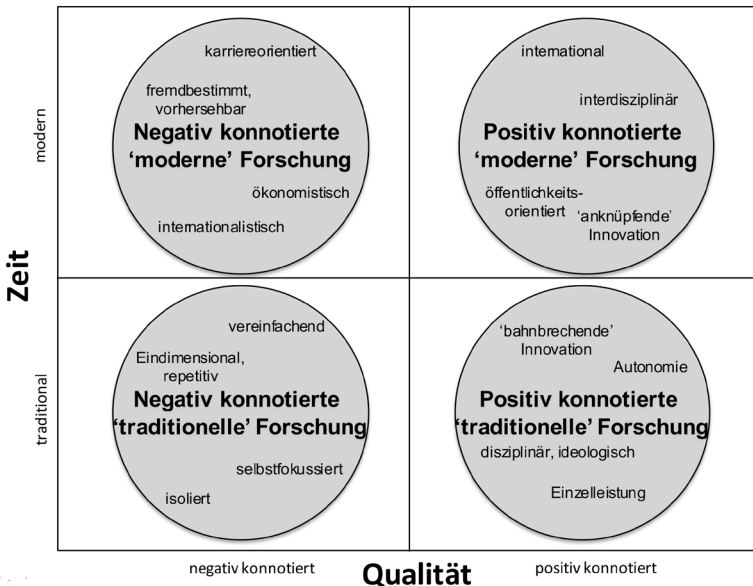 karriereorientiert
fremdbestimmt,
vorhersehbar
Negativ konnotierte
‘moderne’ Forschung
ökonomistisch
internationalistisch
international
interdisziplinär
Positiv konnotierte
‘moderne’ Forschung
öffentlichkeits-
orientiert
‘anknüpfende’
Innovation
modern
Zeit
traditional
vereinfachend
Eindimensional,
repetitiv
Negativ konnotierte
‘traditionelle’ Forschung
selbstfokussiert
isoliert
‘bahnbrechende’
Innovation
Autonomie
Positiv konnotierte
‘traditionelle’ Forschung
disziplinär, ideologisch
Einzelleistung
negativ konnotiert
Qualität
positiv konnotiert